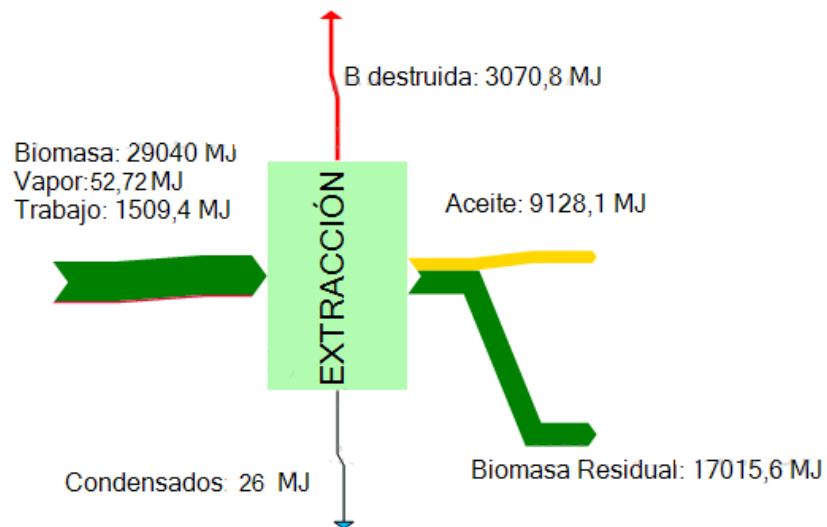 B destruida: 3070,8 MJ
Biomasa: 29040 MJ
Vapor:52,72 MJ
Trabajo: 1509,4 MJ
EXTRACCIÓN
Aceite: 9128,1 MJ
Condensados: 26 MJ
Biomasa Residual: 17015,6 MJ